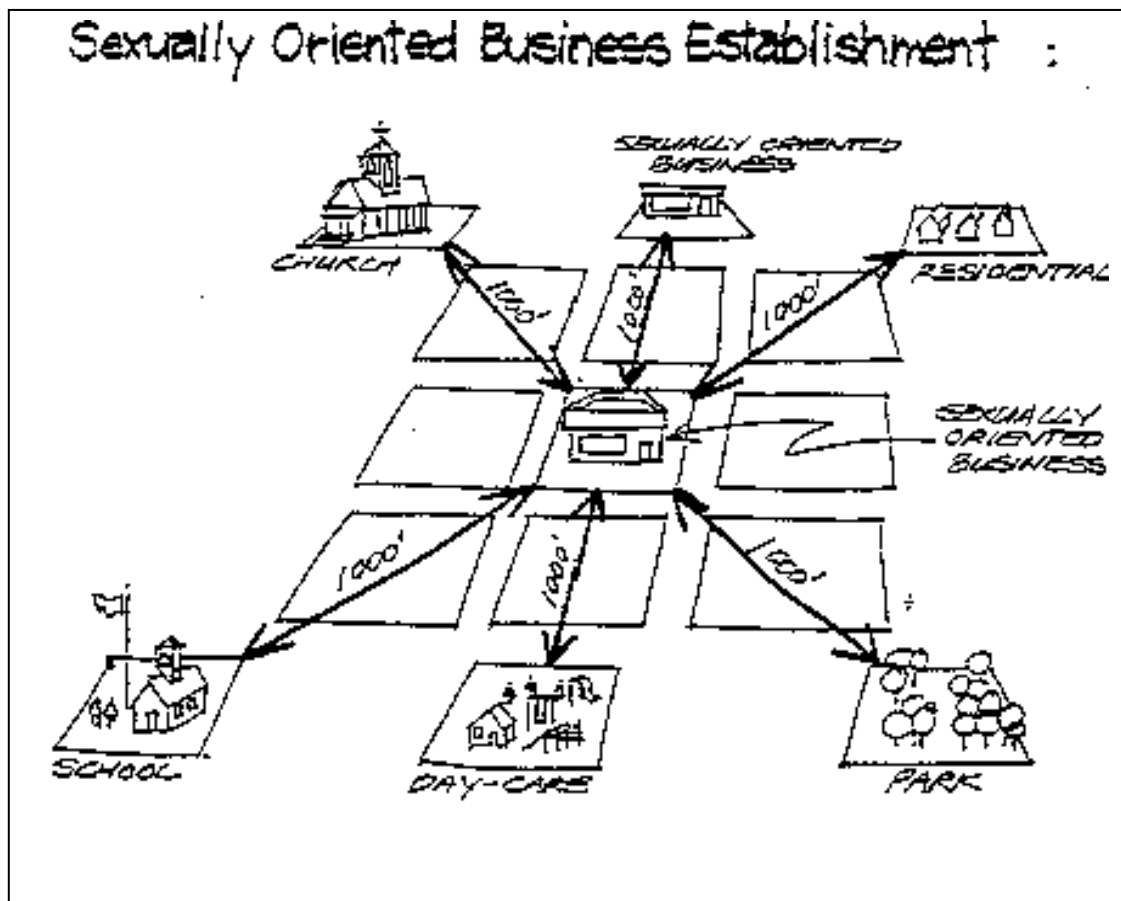 Sexually Oriented Business Establishment :
SEXUALLY ORIENTED
BUSINESS
CHURCH
RESIDENTIAL
1000'
1000'
1000'
SEXUALLY
ORIENTED
BUSINESS
1000'
1000'
1000'
SCHOOL
DAY-CARE
PARK